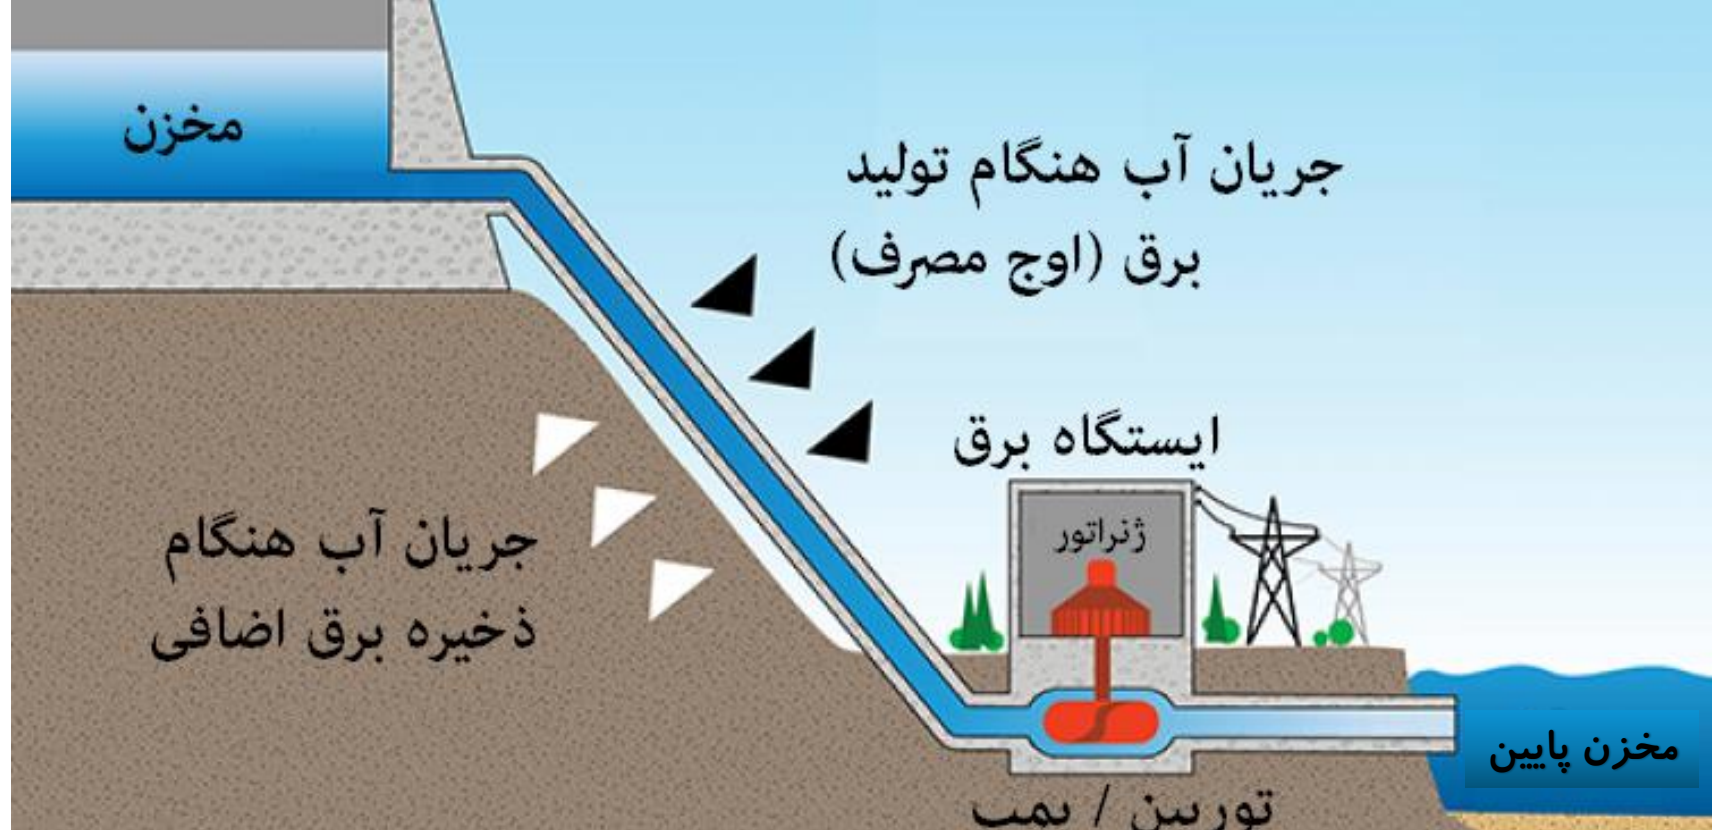 مخزن
جریان آب هنگام تولید
برق (اوج مصرف)
ایستگاه برق
ژنراتور
جریان آب هنگام
ذخیره برق اضافی
مخزن پایین
توربین / پمپ